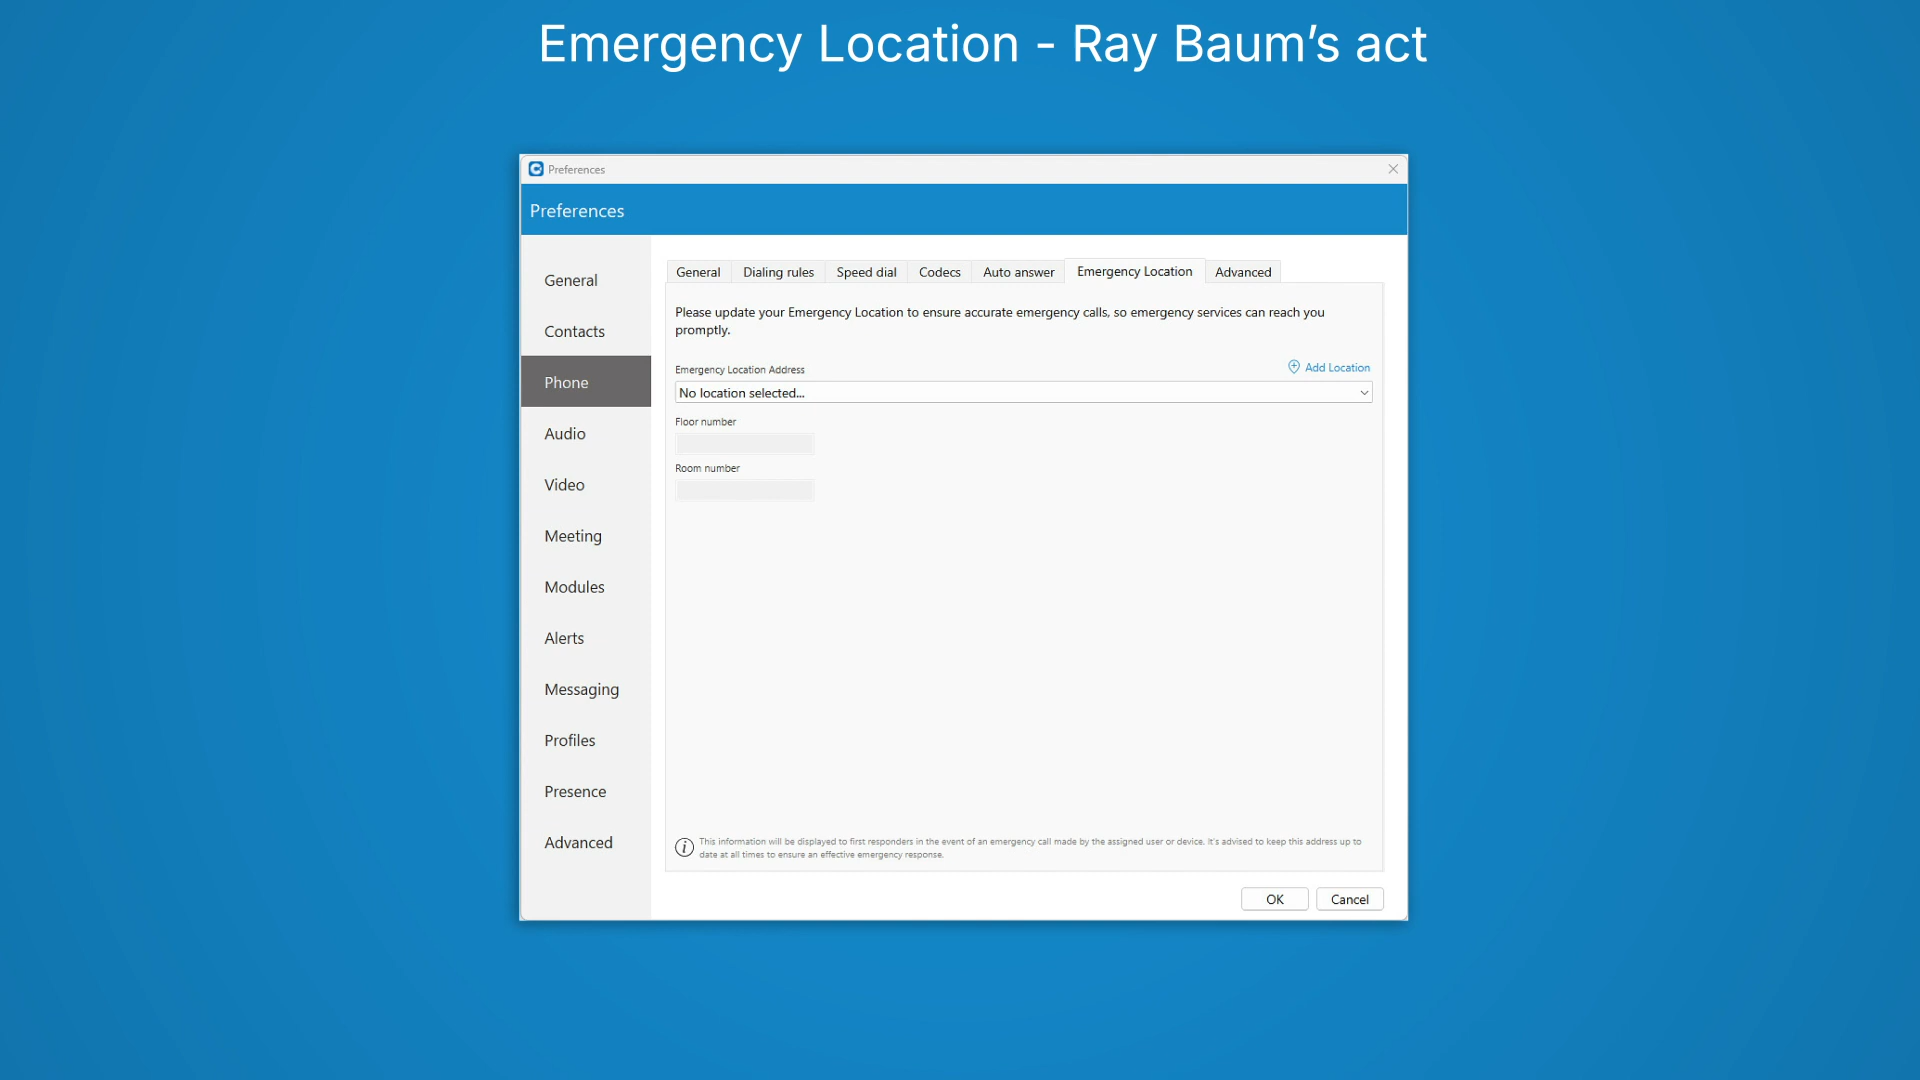 Emergency Location - Ray Baum’s act
Preferences
Preferences
General
Contacts
Phone
Audio
Video
Meeting
Modules
Alerts
Messaging
Profiles
Presence
Advanced
General Dialing rules Speed dial Codecs Auto answer Emergency Location Advanced
Please update your Emergency Location to ensure accurate emergency calls, so emergency services can reach you
promptly.
Emergency Location Address
Add Location
No location selected...
Floor number
Room number
This information will be displayed to first responders in the event of an emergency call made by the assigned user or device. It's advised to keep this address up to
date at all times to ensure an effective emergency response.
OK Cancel